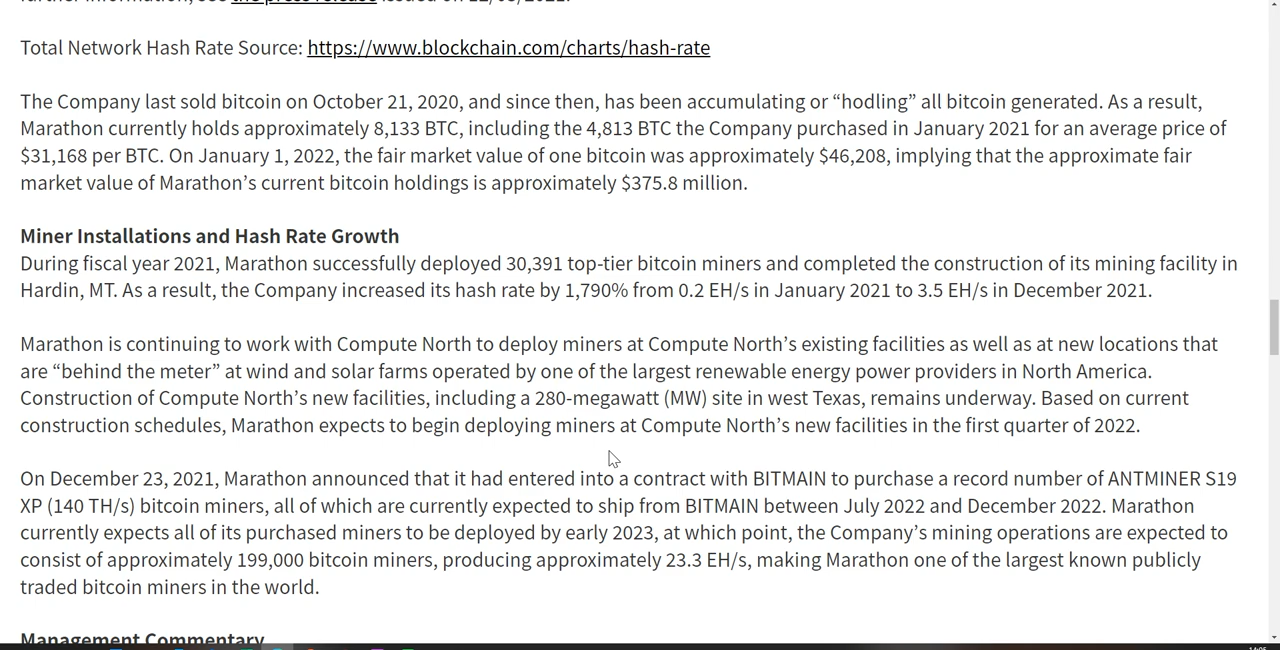 further information, see the press release issued on 12/08/2021.
Total Network Hash Rate Source: https://www.blockchain.com/charts/hash-rate
The Company last sold bitcoin on October 21, 2020, and since then, has been accumulating or “hodling” all bitcoin generated. As a result,
Marathon currently holds approximately 8,133 BTC, including the 4,813 BTC the Company purchased in January 2021 for an average price of
$31,168 per BTC. On January 1, 2022, the fair market value of one bitcoin was approximately $46,208, implying that the approximate fair
market value of Marathon’s current bitcoin holdings is approximately $375.8 million.
Miner Installations and Hash Rate Growth
During fiscal year 2021, Marathon successfully deployed 30,391 top-tier bitcoin miners and completed the construction of its mining facility in
Hardin, MT. As a result, the Company increased its hash rate by 1,790% from 0.2 EH/s in January 2021 to 3.5 EH/s in December 2021.
Marathon is continuing to work with Compute North to deploy miners at Compute North’s existing facilities as well as at new locations that
are “behind the meter” at wind and solar farms operated by one of the largest renewable energy power providers in North America.
Construction of Compute North’s new facilities, including a 280-megawatt (MW) site in west Texas, remains underway. Based on current
construction schedules, Marathon expects to begin deploying miners at Compute North’s new facilities in the first quarter of 2022.
On December 23, 2021, Marathon announced that it had entered into a contract with BITMAIN to purchase a record number of ANTMINER S19
XP (140 TH/s) bitcoin miners, all of which are currently expected to ship from BITMAIN between July 2022 and December 2022. Marathon
currently expects all of its purchased miners to be deployed by early 2023, at which point, the Company’s mining operations are expected to
consist of approximately 199,000 bitcoin miners, producing approximately 23.3 EH/s, making Marathon one of the largest known publicly
traded bitcoin miners in the world.
Management Commentary